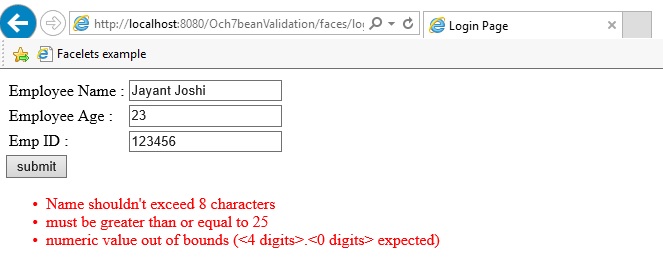 http://localhost:8080/Och7beanValidation/faces/lo
Login Page
Facelets example
Employee Name : Jayant Joshi
Employee Age : 23
Emp ID : 123456
submit
• Name shouldn't exceed 8 characters
• must be greater than or equal to 25
• numeric value out of bounds (<4 digits>.<0 digits> expected)